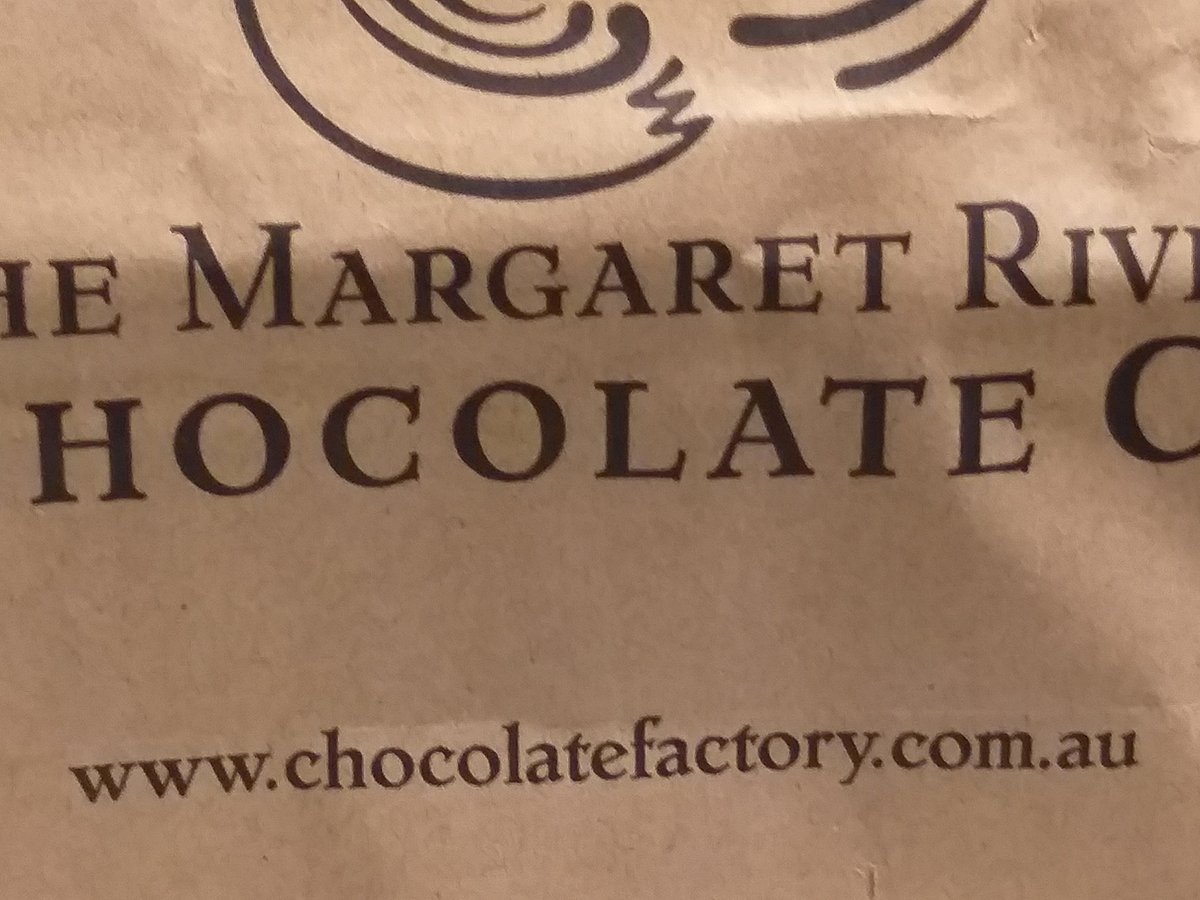 HE MARGARET RIV
HOCOLATE C
www.chocolatefactory.com.au